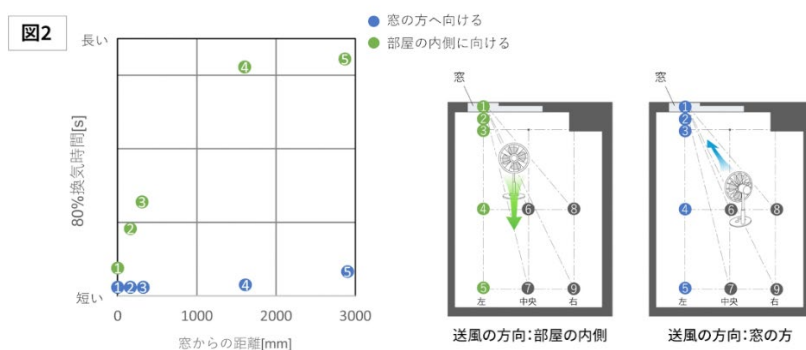 図2
窓の方へ向ける
部屋の内側に向ける
長い
80%換気時間[s]
短い
1
2
3
4
5
1
2
3
4
5
0
1000
2000
3000
窓からの距離[mm]
窓
1
2
3
4
6
8
5
7
9
左
中央
右
送風の方向:部屋の内側
窓
1
2
3
4
6
8
5
7
9
左
中央
右
送風の方向:窓の方